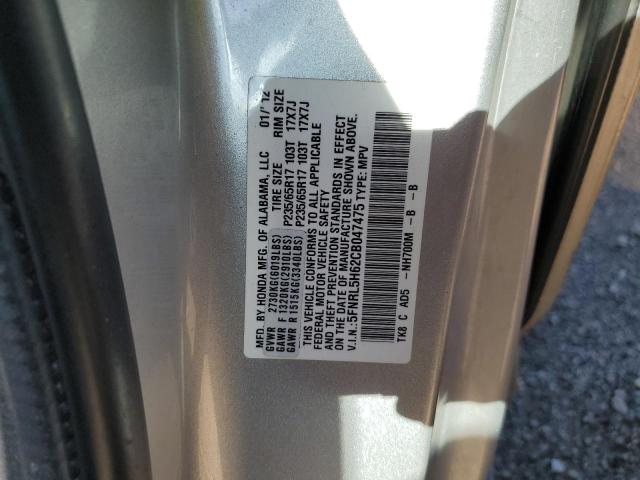 MFD. BY HONDA MFG. OF ALABAMA, LLC 01/'12
GVWR 2730KG(6019LBS) TIRE SIZE RIM SIZE
GAWR F 1320KG(2910LBS) P235/65R17 103T 17X7J
GAWR R 1515KG(3340LBS) P235/65R17 103T 17X7J
THIS VEHICLE CONFORMS TO ALL APPLICABLE
FEDERAL MOTOR VEHICLE SAFETY
AND THEFT PREVENTION STANDARDS IN EFFECT
ON THE DATE OF MANUFACTURE SHOWN ABOVE.
V.I.N.:5FNRL5H62CB047475 TYPE: MPV
TK8 C AD5 -NH700M -B -B